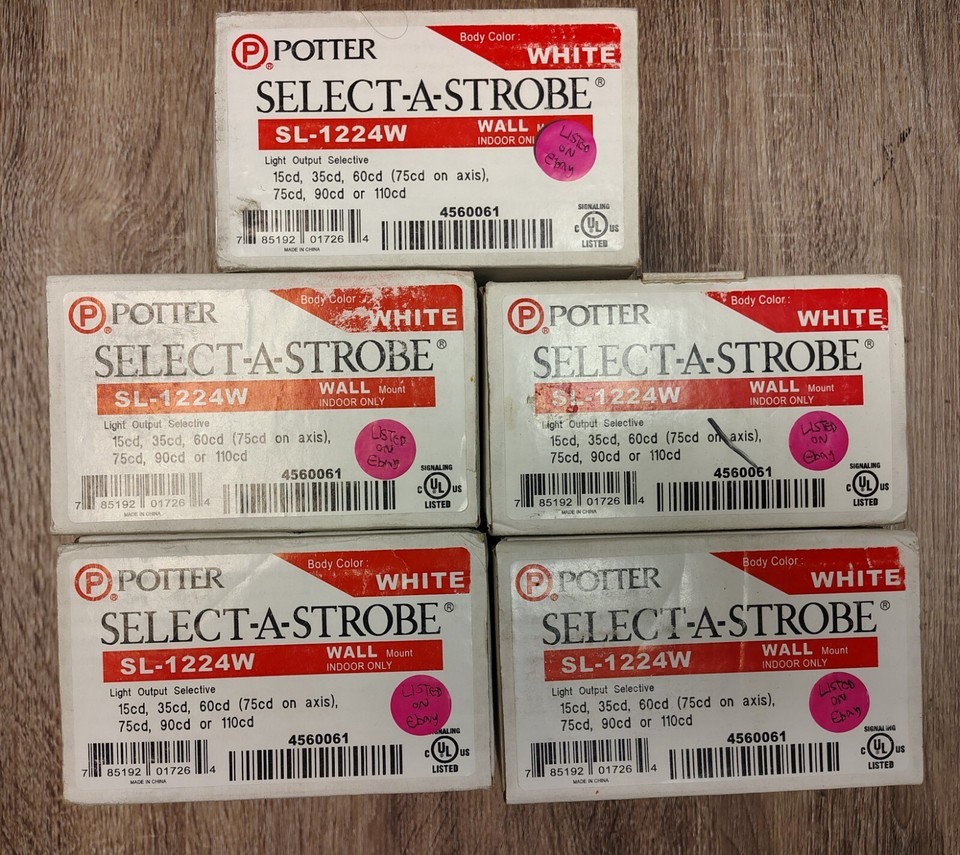 P® POTTER
Body Color :
WHITE
SELECT-A-STROBE®
SL-1224W
WALL
INDOOR ONLY
LISTED
ON
Ebay
Light Output Selective
15cd, 35cd, 60cd (75cd on axis),
75cd, 90cd or 110cd
4560061
7 85192 01726 4
MADE IN CHINA
SIGNALING
C UL US
LISTED
P® POTTER
Body Color :
WHITE
SELECT-A-STROBE®
SL-1224W
WALL Mount
INDOOR ONLY
Light Output Selective
15cd, 35cd, 60cd (75cd on axis),
75cd, 90cd or 110cd
LISTED
ON
Ebay
4560061
7 85192 01726 4
MADE IN CHINA
SIGNALING
C UL US
LISTED
P® POTTER
Body Color :
WHITE
SELECT-A-STROBE®
SL-1224W
WALL Mount
INDOOR ONLY
Light Output Selective
15cd, 35cd, 60cd (75cd on axis),
75cd, 90cd or 110cd
LISTED
ON
Ebay
4560061
7 85192 01726 4
MADE IN CHINA
SIGNALING
C UL US
LISTED
P® POTTER
Body Color :
WHITE
SELECT-A-STROBE®
SL-1224W
WALL Mount
INDOOR ONLY
Light Output Selective
15cd, 35cd, 60cd (75cd on axis),
75cd, 90cd or 110cd
LISTED
ON
Ebay
4560061
7 85192 01726 4
MADE IN CHINA
SIGNALING
C UL US
LISTED
P® POTTER
Body Color :
WHITE
SELECT-A-STROBE®
SL-1224W
WALL Mount
INDOOR ONLY
Light Output Selective
15cd, 35cd, 60cd (75cd on axis),
75cd, 90cd or 110cd
LISTED
ON
Ebay
4560061
7 85192 01726 4
MADE IN CHINA
SIGNALING
C UL US
LISTED